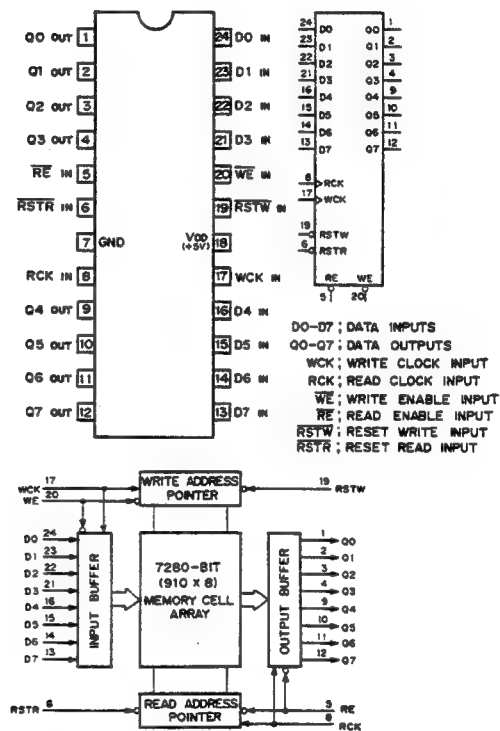 Q0 OUT 1 24 D0 IN
Q1 OUT 2 23 D1 IN
Q2 OUT 3 22 D2 IN
Q3 OUT 4 21 D3 IN
RE IN 5 20 WE IN
RSTR IN 6 19 RSTW IN
7 GND VDD (+5V) 18
RCK IN 8 17 WCK IN
Q4 OUT 9 16 D4 IN
Q5 OUT 10 15 D5 IN
Q6 OUT 11 14 D6 IN
Q7 OUT 12 13 D7 IN
24 D0 Q0 1
23 D1 Q1 2
22 D2 Q2 3
21 D3 Q3 4
16 D4 Q4 9
15 D5 Q5 10
14 D6 Q6 11
13 D7 Q7 12
8 RCK
17 WCK
19 RSTW
6 RSTR
RE WE
5 20
D0-D7; DATA INPUTS
Q0-Q7; DATA OUTPUTS
WCK; WRITE CLOCK INPUT
RCK; READ CLOCK INPUT
WE; WRITE ENABLE INPUT
RE; READ ENABLE INPUT
RSTW; RESET WRITE INPUT
RSTR; RESET READ INPUT
WCK 17
WE 20
WRITE ADDRESS
POINTER
19 RSTW
D0 24
D1 23
D2 22
D3 21
D4 16
D5 15
D6 14
D7 13
INPUT BUFFER
7280-BIT
(910 X 8)
MEMORY CELL
ARRAY
OUTPUT BUFFER
1 Q0
2 Q1
3 Q2
4 Q3
9 Q4
10 Q5
11 Q6
12 Q7
RSTR 6
READ ADDRESS
POINTER
5 RE
8 RCK